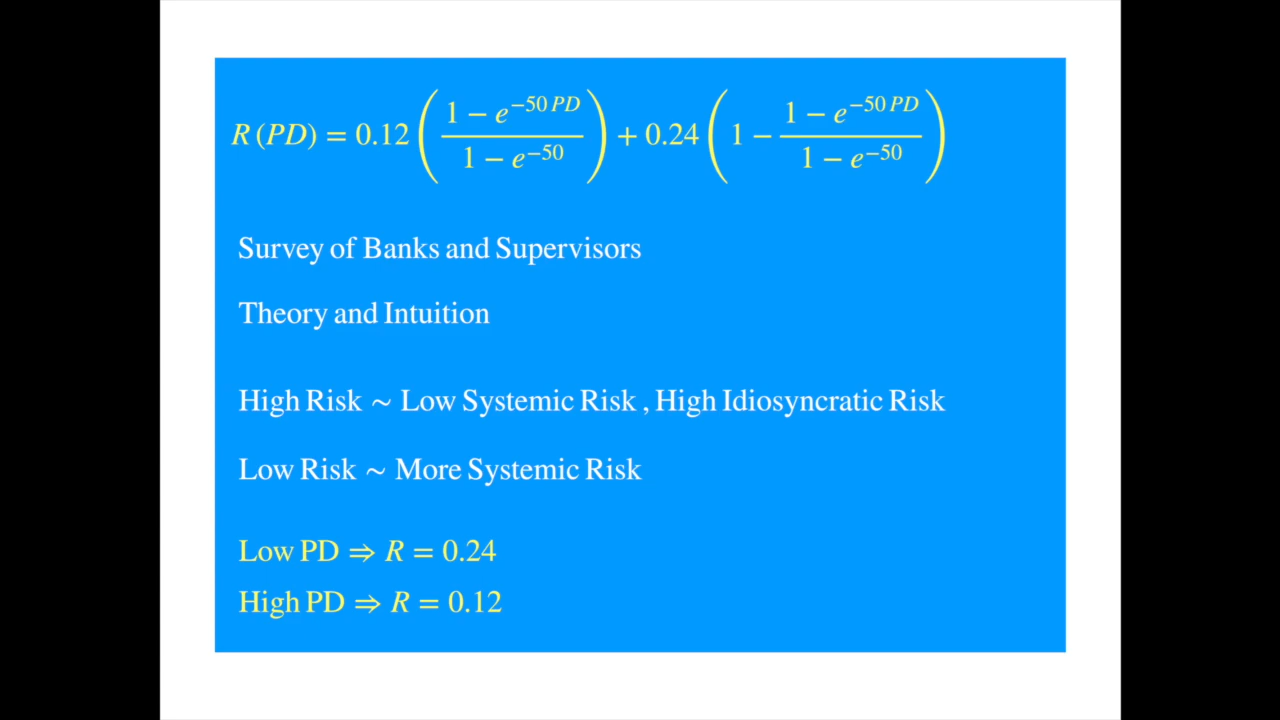 R (PD) = 0.12 ( (1 − e^{−50 PD}) / (1 − e^{−50}) ) + 0.24 ( 1 − (1 − e^{−50 PD}) / (1 − e^{−50}) )
Survey of Banks and Supervisors
Theory and Intuition
High Risk ~ Low Systemic Risk , High Idiosyncratic Risk
Low Risk ~ More Systemic Risk
Low PD ⇒ R = 0.24
High PD ⇒ R = 0.12